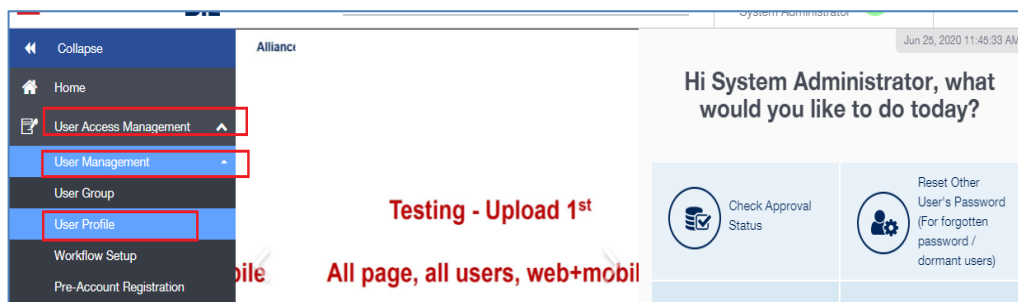 System Administrator
Collapse
Alliance
Jun 25, 2020 11:45:33 AM
Home
User Access Management
User Management
User Group
User Profile
Workflow Setup
Pre-Account Registration
Testing - Upload 1st
bile
All page, all users, web+mobil
Hi System Administrator, what
would you like to do today?
Check Approval
Status
Reset Other
User's Password
(For forgotten
password /
dormant users)